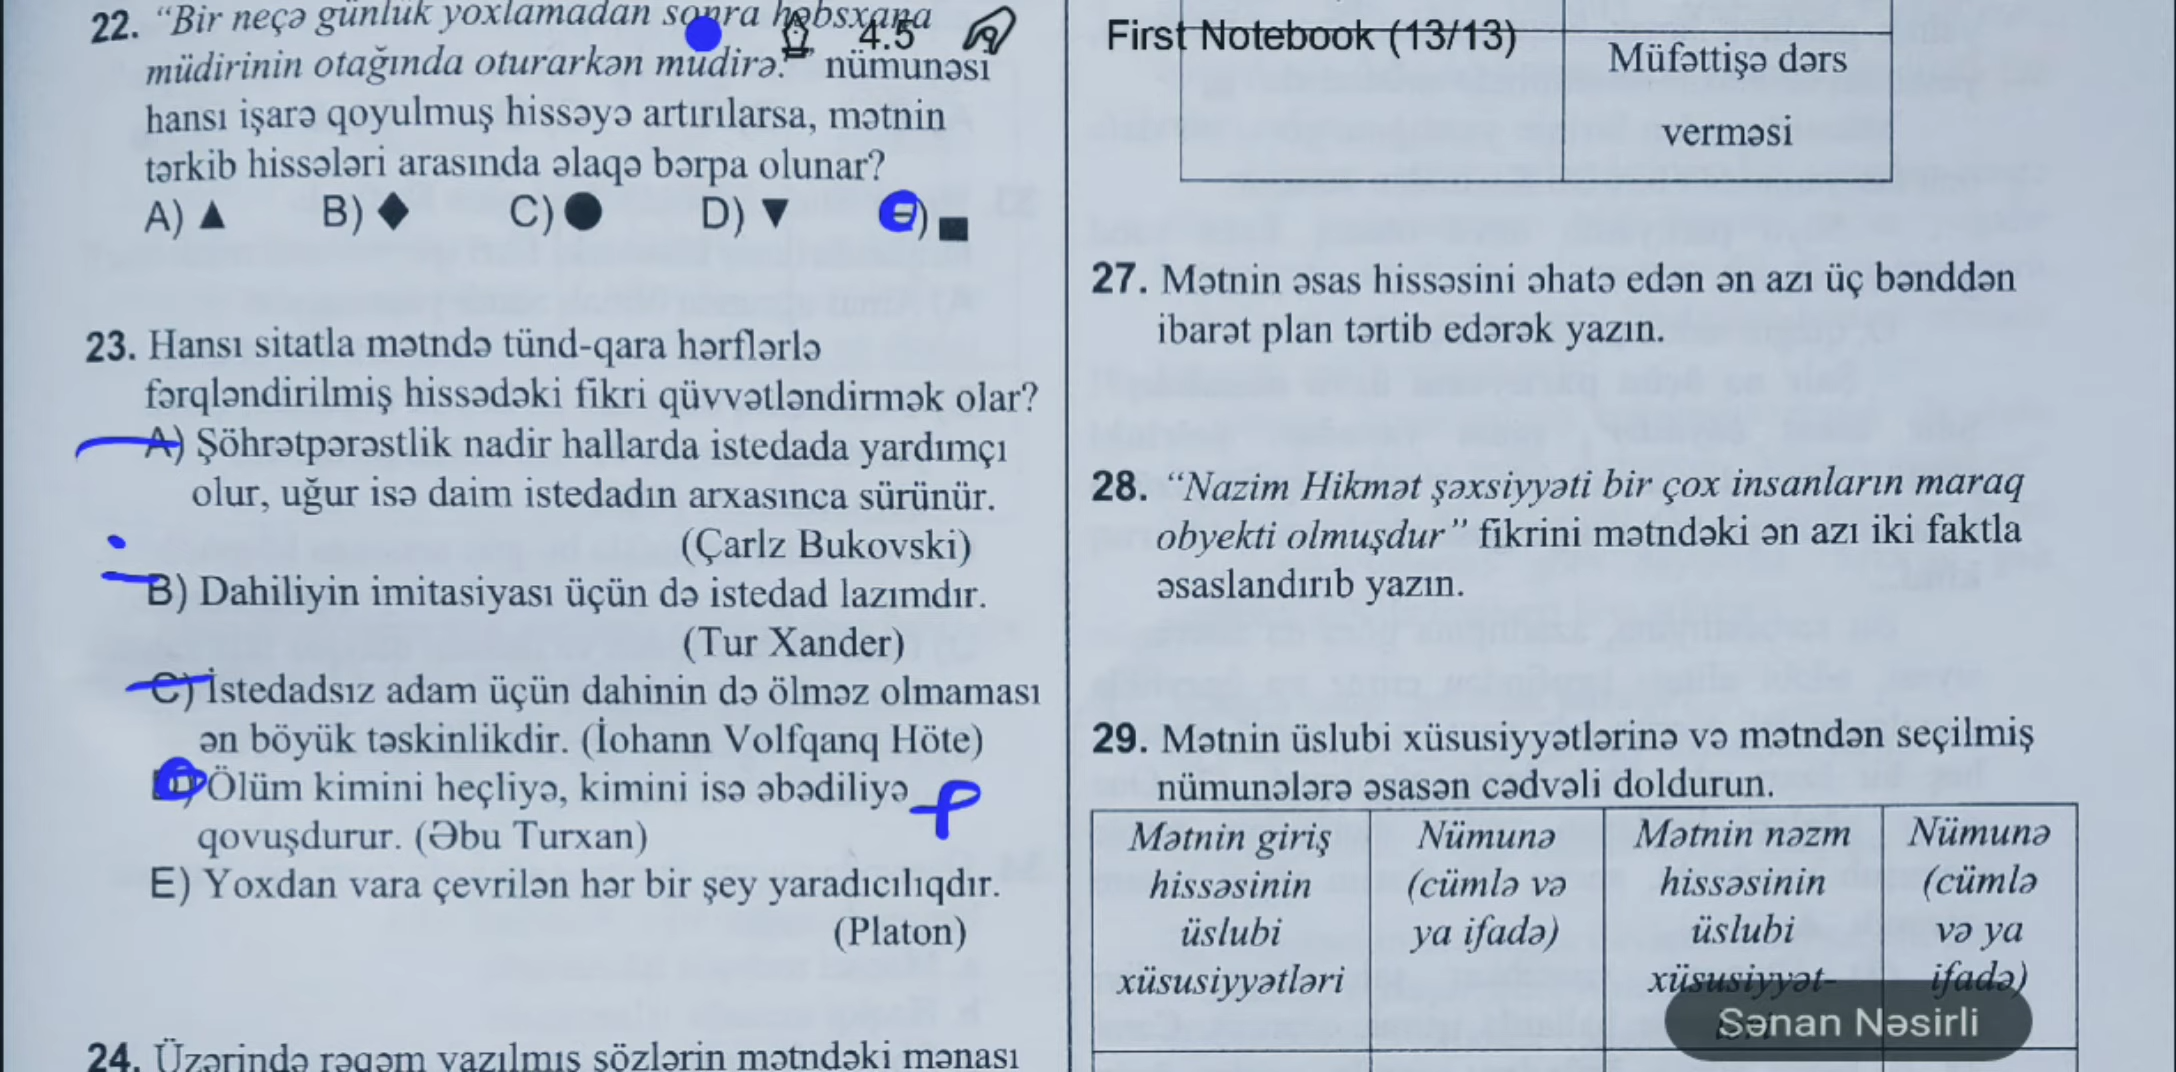 22. “Bir neçə günlük yoxlamadan sonra həbsxana
müdirinin otağında oturarkən müdirə:” nümunəsi
hansı işarə qoyulmuş hissəyə artırılarsa, mətnin
tərkib hissələri arasında əlaqə bərpa olunar?
A) ▲ B) ◆ C) ● D) ▼ E) ■
23. Hansı sitatla mətndə tünd-qara hərflərlə
fərqləndirilmiş hissədəki fikri qüvvətləndirmək olar?
A) Şöhrətpərəstlik nadir hallarda istedada yardımçı
olur, uğur isə daim istedadın arxasınca sürünür.
(Çarlz Bukovski)
B) Dahiliyin imitasiyası üçün də istedad lazımdır.
(Tur Xander)
C) İstedadsız adam üçün dahinin də ölməz olmaması
ən böyük təskinlikdir. (İohann Volfqanq Höte)
D) Ölüm kimini heçliyə, kimini isə əbədiliyə
qovuşdurur. (Əbu Turxan)
E) Yoxdan vara çevrilən hər bir şey yaradıcılıqdır.
(Platon)
24. Üzərində rəqəm yazılmış sözlərin mətndəki mənası
4.5
First Notebook (13/13)
Müfəttişə dərs
verməsi
27. Mətnin əsas hissəsini əhatə edən ən azı üç bənddən
ibarət plan tərtib edərək yazın.
28. “Nazim Hikmət şəxsiyyəti bir çox insanların maraq
obyekti olmuşdur” fikrini mətndəki ən azı iki faktla
əsaslandırıb yazın.
29. Mətnin üslubi xüsusiyyətlərinə və mətndən seçilmiş
nümunələrə əsasən cədvəli doldurun.
Mətnin giriş
hissəsinin
üslubi
xüsusiyyətləri
Nümunə
(cümlə və
ya ifadə)
Mətnin nəzm
hissəsinin
üslubi
xüsusiyyət-
Nümunə
(cümlə
və ya
ifadə)
Sənan Nəsirli